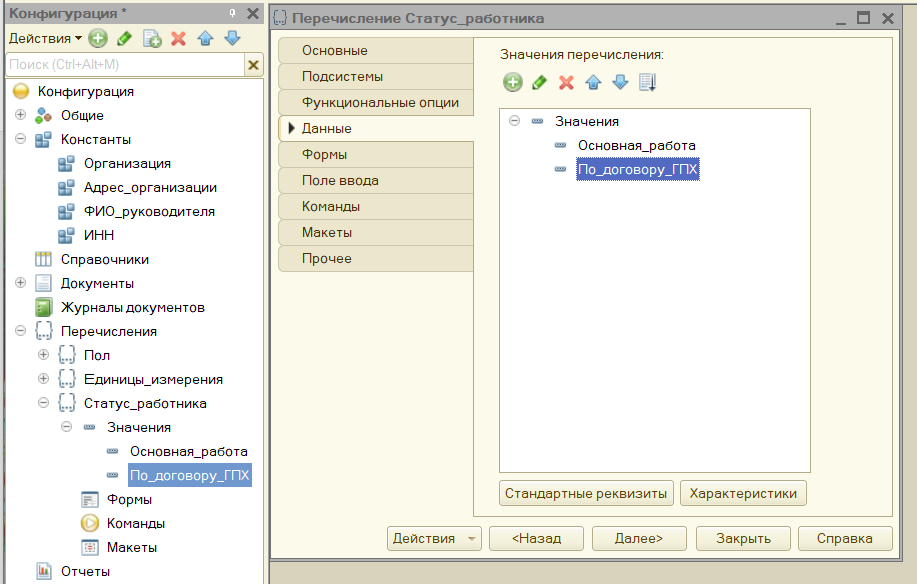 Конфигурация *
Действия
Поиск (Ctrl+Alt+M)
Конфигурация
Общие
Константы
Организация
Адрес_организации
ФИО_руководителя
ИНН
Справочники
Документы
Журналы документов
Перечисления
Пол
Единицы_измерения
Статус_работника
Значения
Основная_работа
По_договору_ГПХ
Формы
Команды
Макеты
Отчеты
Перечисление Статус_работника
Основные
Подсистемы
Функциональные опции
Данные
Формы
Поле ввода
Команды
Макеты
Прочее
Значения перечисления:
Значения
Основная_работа
По_договору_ГПХ
Стандартные реквизиты
Характеристики
Действия
<Назад
Далее>
Закрыть
Справка